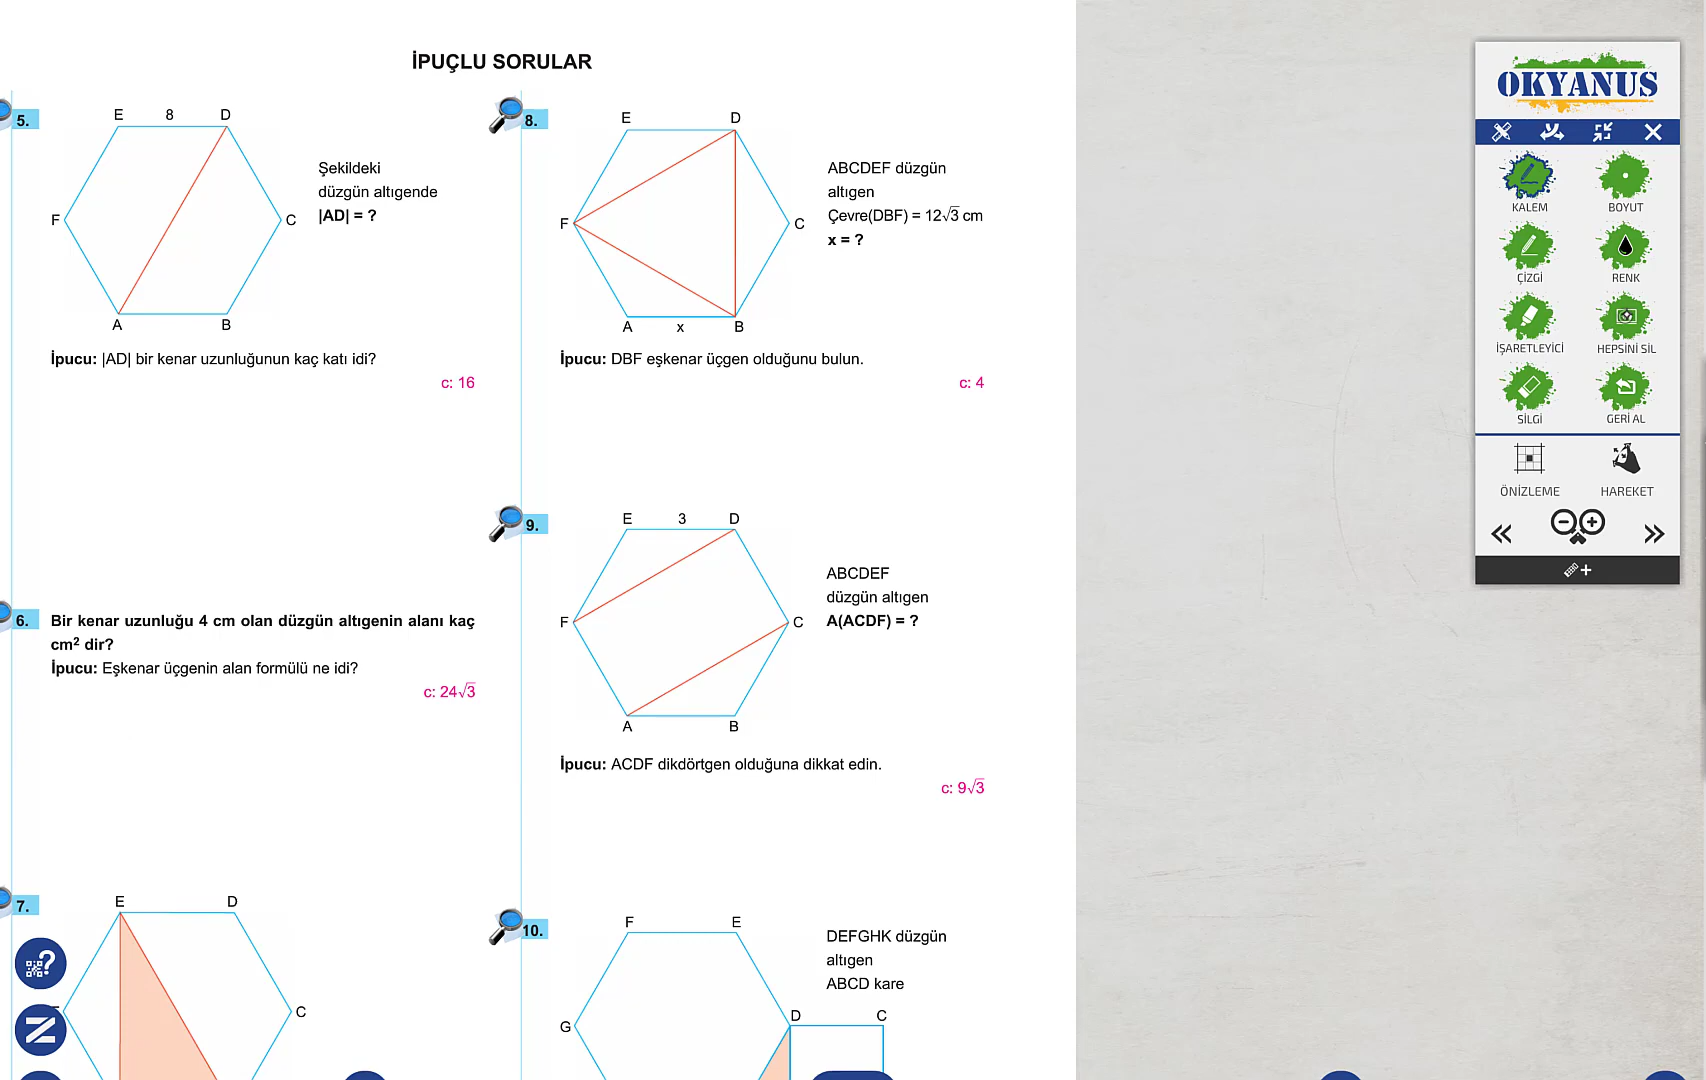 İPUÇLU SORULAR
5.
E 8 D
F C
A B
Şekildeki
düzgün altıgende
|AD| = ?
İpucu: |AD| bir kenar uzunluğunun kaç katı idi?
c: 16
6.
Bir kenar uzunluğu 4 cm olan düzgün altıgenin alanı kaç
cm² dir?
İpucu: Eşkenar üçgenin alan formülü ne idi?
c: 24√3
7.
E D
C
8.
E D
F C
A x B
ABCDEF düzgün
altıgen
Çevre(DBF) = 12√3 cm
x = ?
İpucu: DBF eşkenar üçgen olduğunu bulun.
c: 4
9.
E 3 D
F C
A B
ABCDEF
düzgün altıgen
A(ACDF) = ?
İpucu: ACDF dikdörtgen olduğuna dikkat edin.
c: 9√3
10.
F E
G D C
DEFGHK düzgün
altıgen
ABCD kare
OKYANUS
KALEM BOYUT
ÇİZGİ RENK
İŞARETLEYİCİ HEPSİNİ SİL
SİLGİ GERİ AL
ÖNİZLEME HAREKET